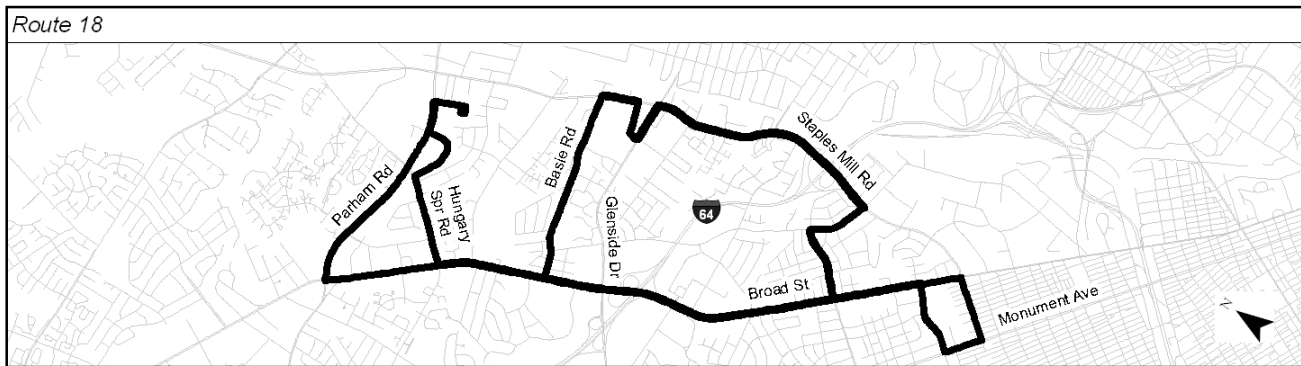 Route 18
Parham Rd
Hungary
Spr Rd
Basie Rd
Glenside Dr
64
Staples Mill Rd
Broad St
Monument Ave
N